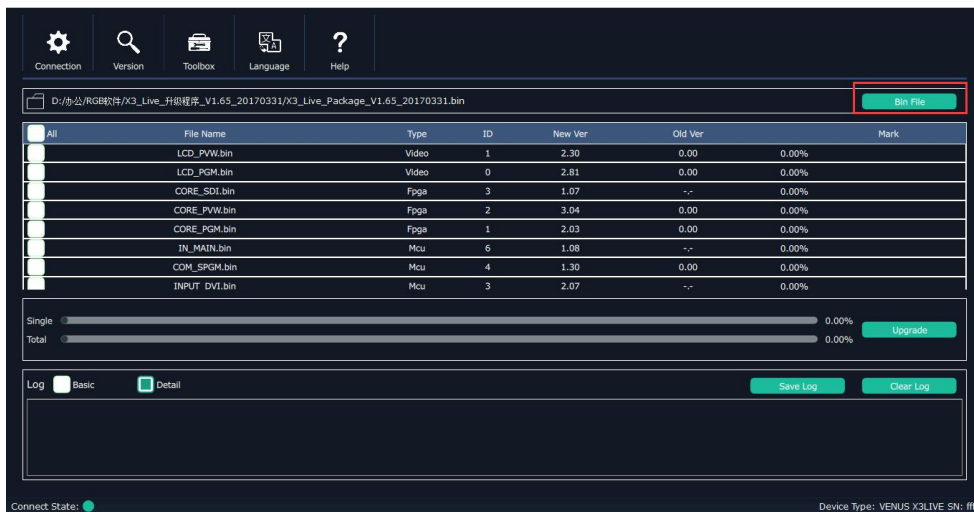 Connection Version Toolbox Language Help
D:/办公/RGB软件/X3_Live_升级程序_V1.65_20170331/X3_Live_Package_V1.65_20170331.bin Bin File
All File Name Type ID New Ver Old Ver Mark
LCD_PVW.bin Video 1 2.30 0.00 0.00%
LCD_PGM.bin Video 0 2.81 0.00 0.00%
CORE_SDI.bin Fpga 3 1.07 -.- 0.00%
CORE_PVW.bin Fpga 2 3.04 0.00 0.00%
CORE_PGM.bin Fpga 1 2.03 0.00 0.00%
IN_MAIN.bin Mcu 6 1.08 -.- 0.00%
COM_SPGM.bin Mcu 4 1.30 0.00 0.00%
INPUT_DVI.bin Mcu 3 2.07 -.- 0.00%
Single 0.00%
Upgrade
Total 0.00%
Log Basic Detail Save Log Clear Log
Connect State: Device Type: VENUS X3LIVE SN: fff